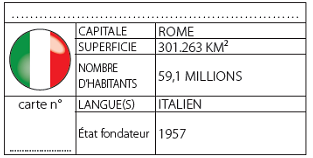 CAPITALE ROME
SUPERFICIE 301.263 KM²
NOMBRE
D'HABITANTS 59,1 MILLIONS
carte n° LANGUE(S) ITALIEN
État fondateur 1957